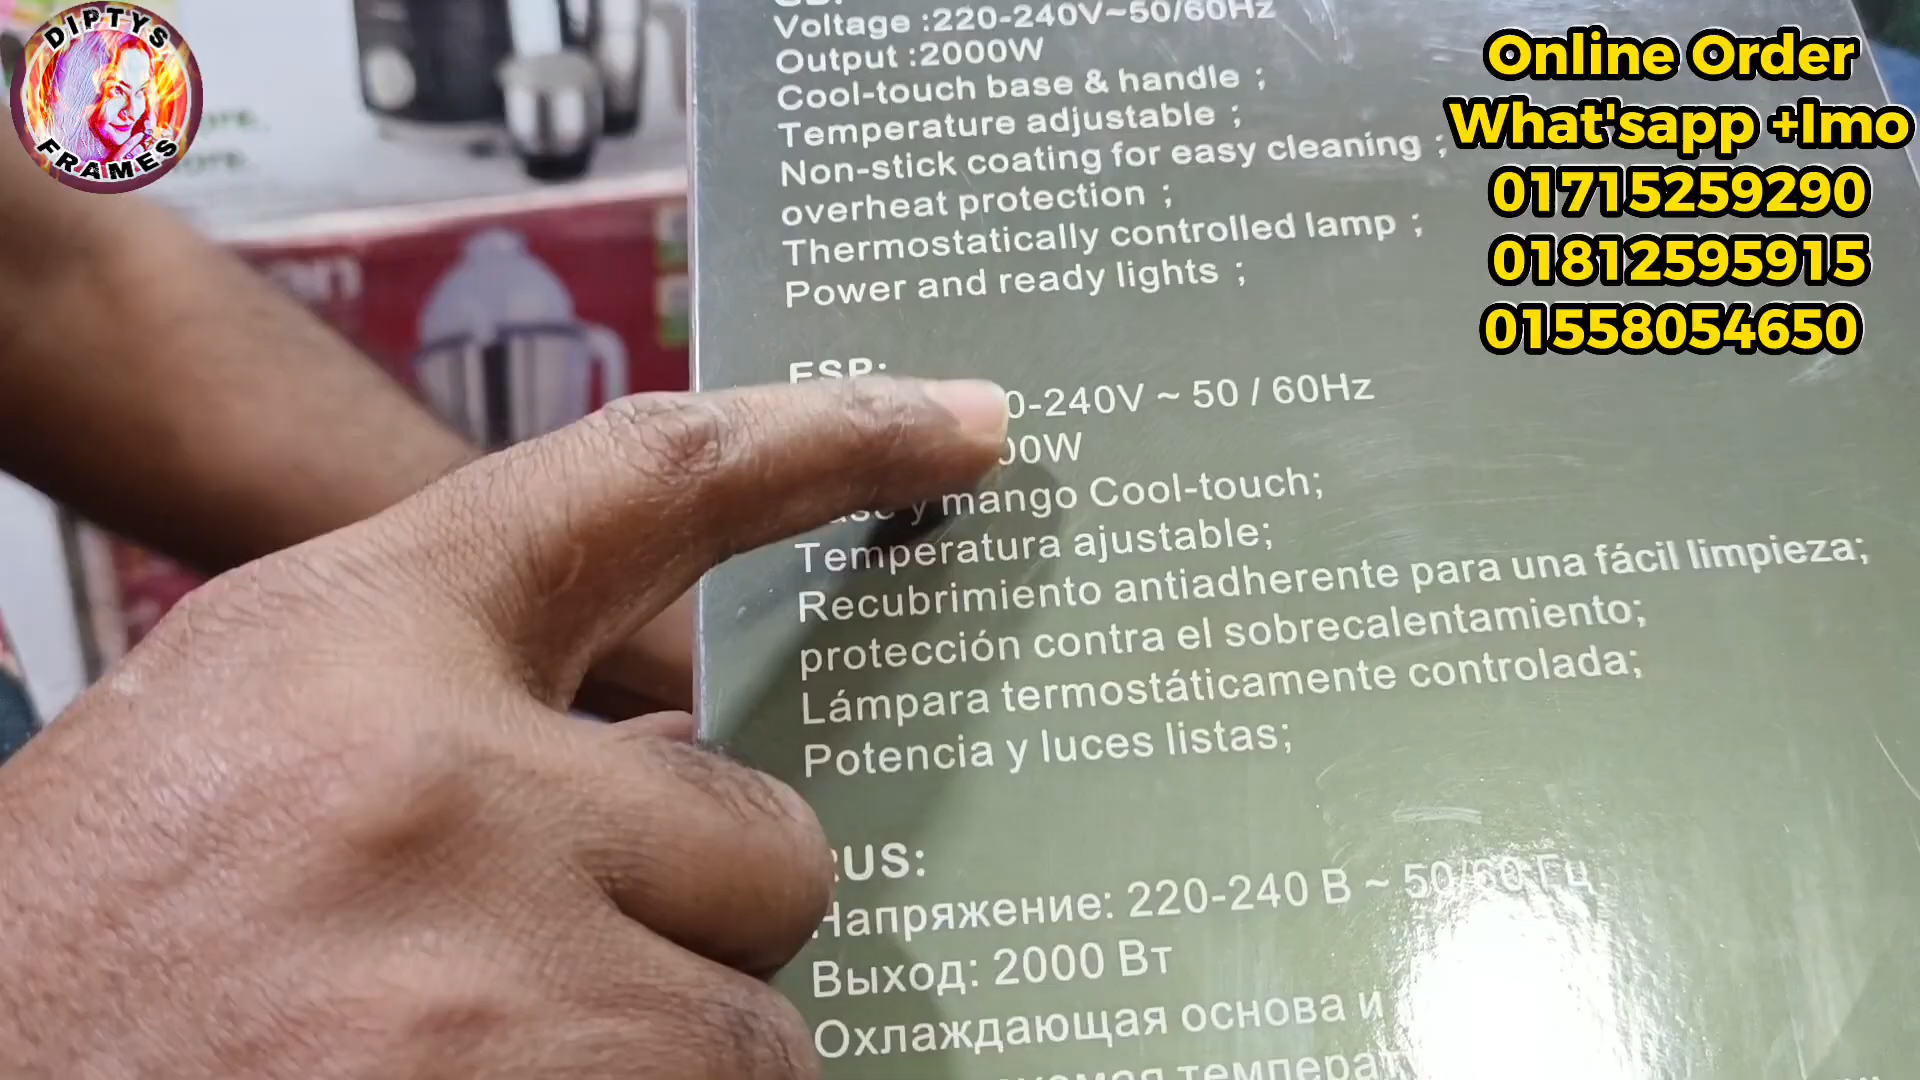 DIPTYS
FRAMES
Online Order
What'sapp +Imo
01715259290
01812595915
01558054650
Voltage :220-240V~50/60Hz
Output :2000W
Cool-touch base & handle ;
Temperature adjustable ;
Non-stick coating for easy cleaning ;
overheat protection ;
Thermostatically controlled lamp ;
Power and ready lights ;
ESP:
0-240V ~ 50 / 60Hz
00W
y mango Cool-touch;
Temperatura ajustable;
Recubrimiento antiadherente para una fácil limpieza;
protección contra el sobrecalentamiento;
Lámpara termostáticamente controlada;
Potencia y luces listas;
RUS:
Напряжение: 220-240 В ~ 50/60 Гц
Выход: 2000 Вт
Охлаждающая основа и